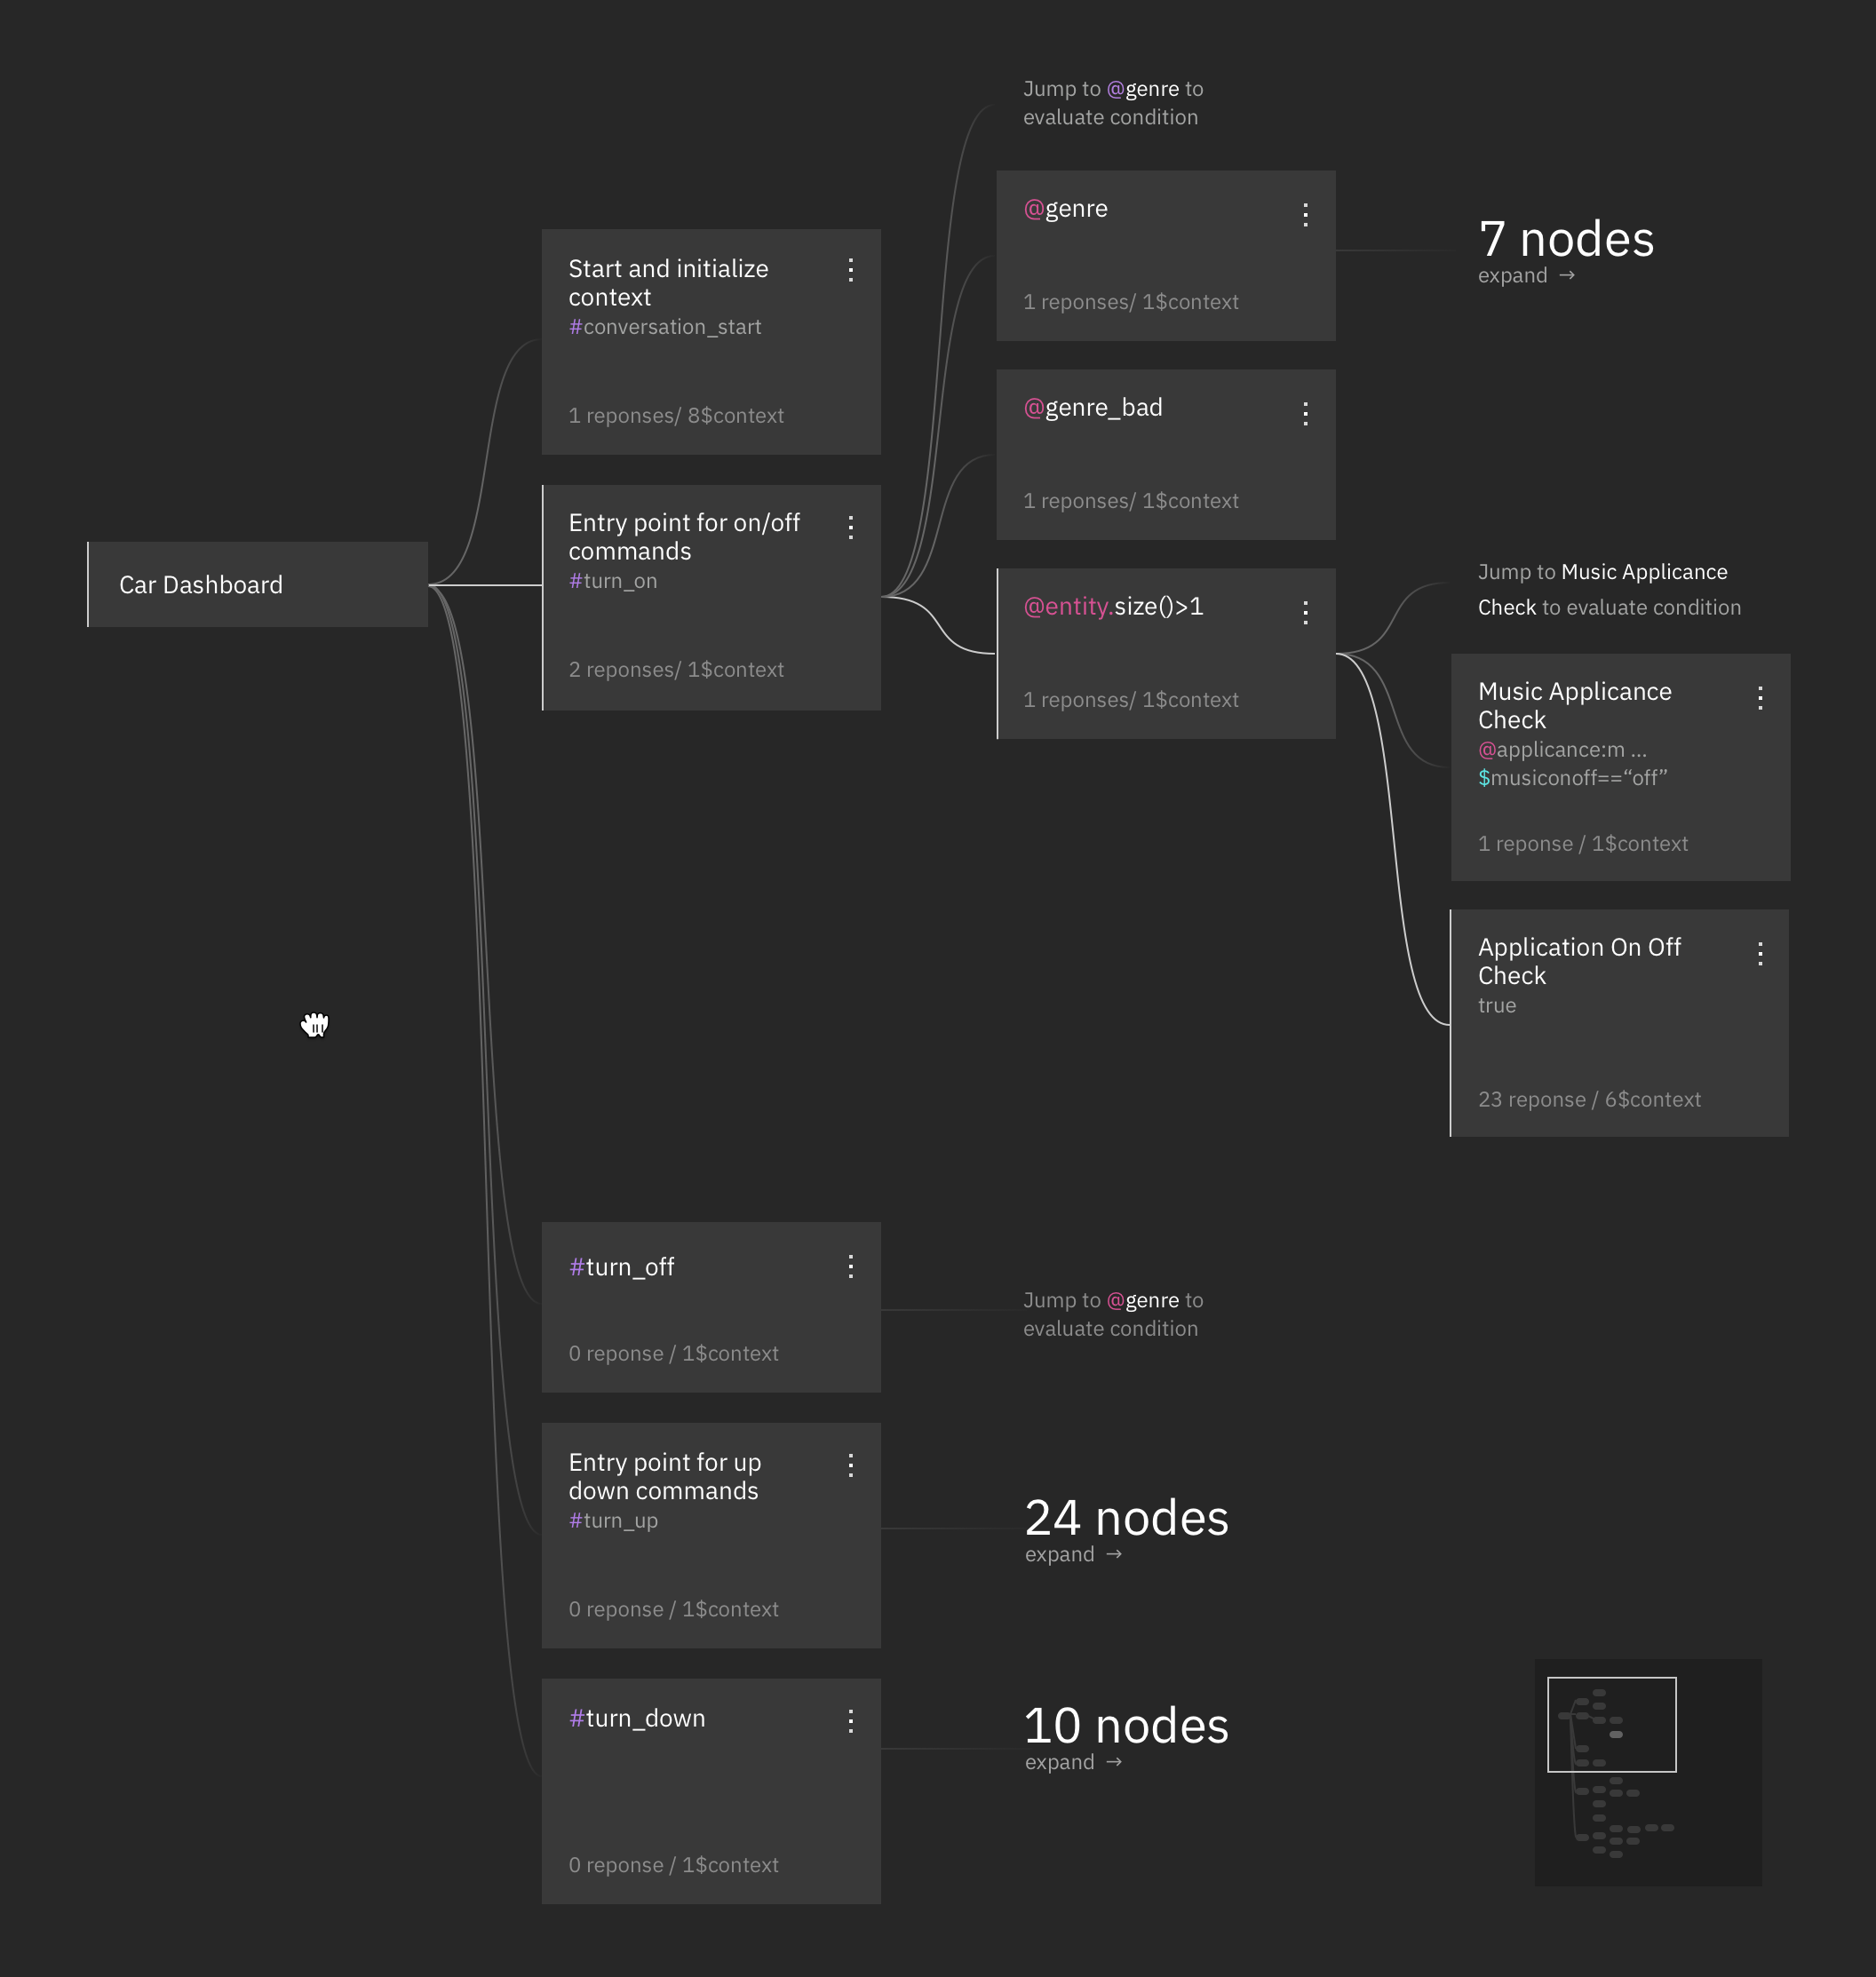 Jump to @genre to
evaluate condition
@genre
1 reponses/ 1$context
7 nodes
expand →
Start and initialize
context
#conversation_start
1 reponses/ 8$context
@genre_bad
1 reponses/ 1$context
Car Dashboard
Entry point for on/off
commands
#turn_on
2 reponses/ 1$context
@entity.size()>1
1 reponses/ 1$context
Jump to Music Applicance
Check to evaluate condition
Music Applicance
Check
@applicance:m ...
$musiconoff==“off”
1 reponse / 1$context
Application On Off
Check
true
23 reponse / 6$context
#turn_off
0 reponse / 1$context
Jump to @genre to
evaluate condition
Entry point for up
down commands
#turn_up
0 reponse / 1$context
24 nodes
expand →
#turn_down
0 reponse / 1$context
10 nodes
expand →